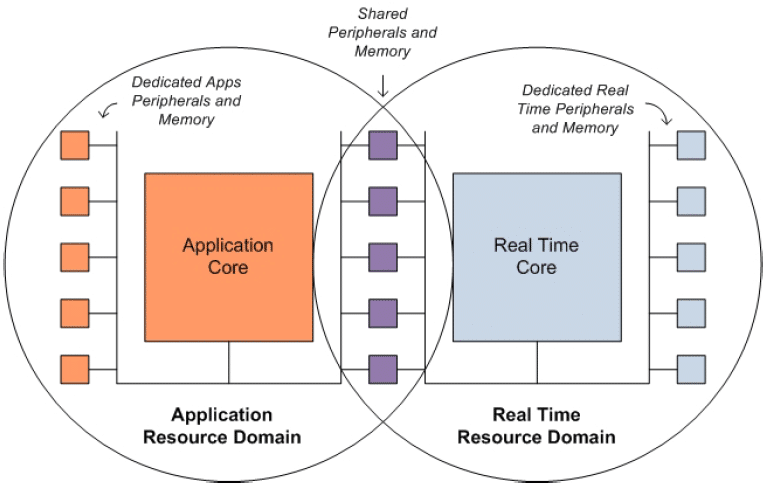 Shared
Peripherals and
Memory
Dedicated Apps
Peripherals and
Memory
Dedicated Real
Time Peripherals
and Memory
Application
Core
Real Time
Core
Application
Resource Domain
Real Time
Resource Domain